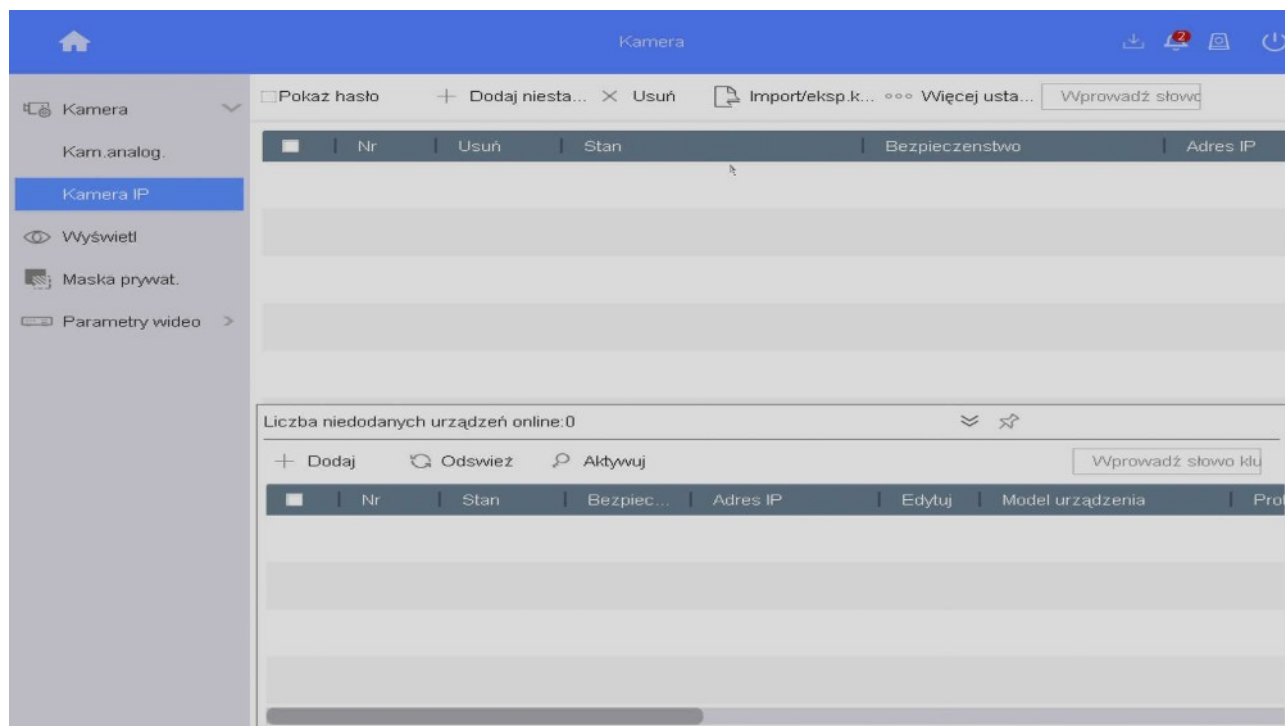 Kamera
2
Kamera
Kam.analog.
Kamera IP
Wyświetl
Maska prywat.
Parametry wideo
Pokaż hasło
Dodaj niesta...
Usuń
Import/eksp.k...
Więcej usta...
Wprowadź słowo
Nr
Usuń
Stan
Bezpieczenstwo
Adres IP
Liczba niedodanych urządzeń online:0
Dodaj
Odśwież
Aktywuj
Wprowadź słowo klu
Nr
Stan
Bezpiec...
Adres IP
Edytuj
Model urządzenia
Prot